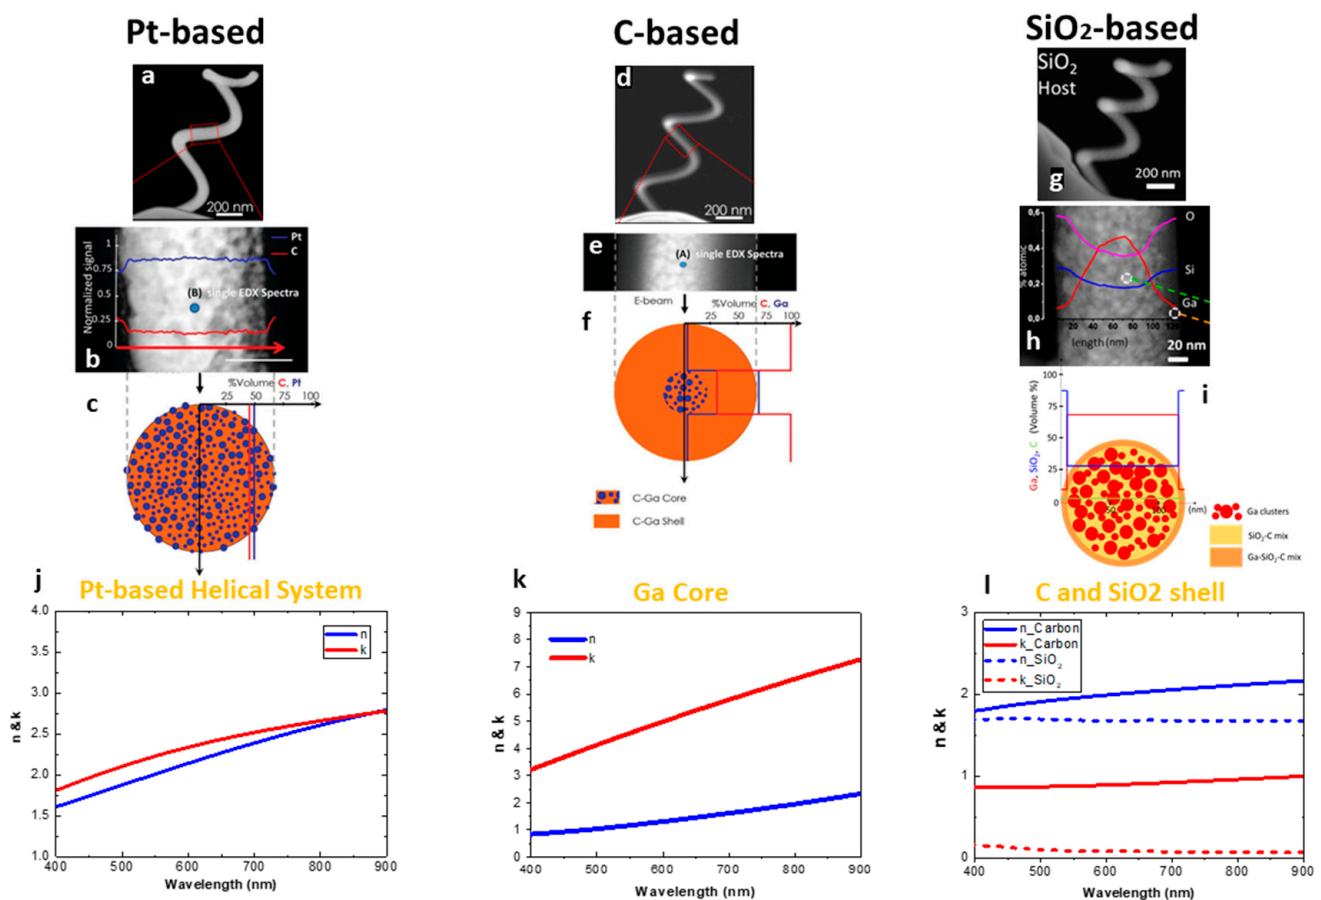 Pt-based
C-based
SiO2-based
a
200 nm
d
200 nm
SiO2
Host
g
200 nm
b
Normalized signal
1
0.75
0.25
0
Pt
C
(B) single EDX Spectra
e
(A) single EDX Spectra
h
% atomic
0,6
0,4
0,2
0,0
O
Si
Ga
20 40 60 80 100 120
length (nm)
20 nm
c
%Volume C, Pt
25 50 75 100
f
E-beam
%Volume C, Ga
25 50 75 100
C-Ga Core
C-Ga Shell
i
Ga, SiO2, C (Volume %)
100
75
50
25
0
50 100 (nm)
Ga clusters
SiO2-C mix
Ga-SiO2-C mix
j
Pt-based Helical System
n & k
4.0
3.5
3.0
2.5
2.0
1.5
1.0
n
k
400 500 600 700 800 900
Wavelength (nm)
k
Ga Core
n & k
9
8
7
6
5
4
3
2
1
0
n
k
400 500 600 700 800 900
Wavelength (nm)
l
C and SiO2 shell
n & k
3
2
1
0
n_Carbon
k_Carbon
n_SiO2
k_SiO2
400 500 600 700 800 900
Wavelength (nm)